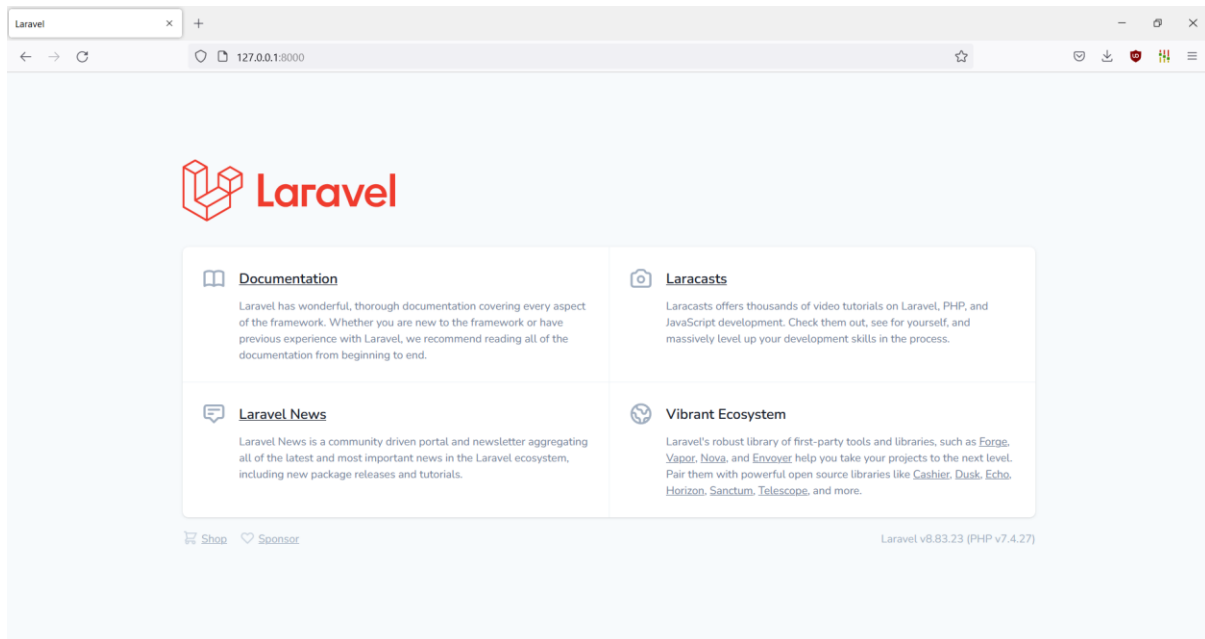 Laravel
127.0.0.1:8000
Laravel
Documentation
Laravel has wonderful, thorough documentation covering every aspect
of the framework. Whether you are new to the framework or have
previous experience with Laravel, we recommend reading all of the
documentation from beginning to end.
Laracasts
Laracasts offers thousands of video tutorials on Laravel, PHP, and
JavaScript development. Check them out, see for yourself, and
massively level up your development skills in the process.
Laravel News
Laravel News is a community driven portal and newsletter aggregating
all of the latest and most important news in the Laravel ecosystem,
including new package releases and tutorials.
Vibrant Ecosystem
Laravel's robust library of first-party tools and libraries, such as Forge,
Vapor, Nova, and Envoyer help you take your projects to the next level.
Pair them with powerful open source libraries like Cashier, Dusk, Echo,
Horizon, Sanctum, Telescope, and more.
Shop Sponsor
Laravel v8.83.23 (PHP v7.4.27)